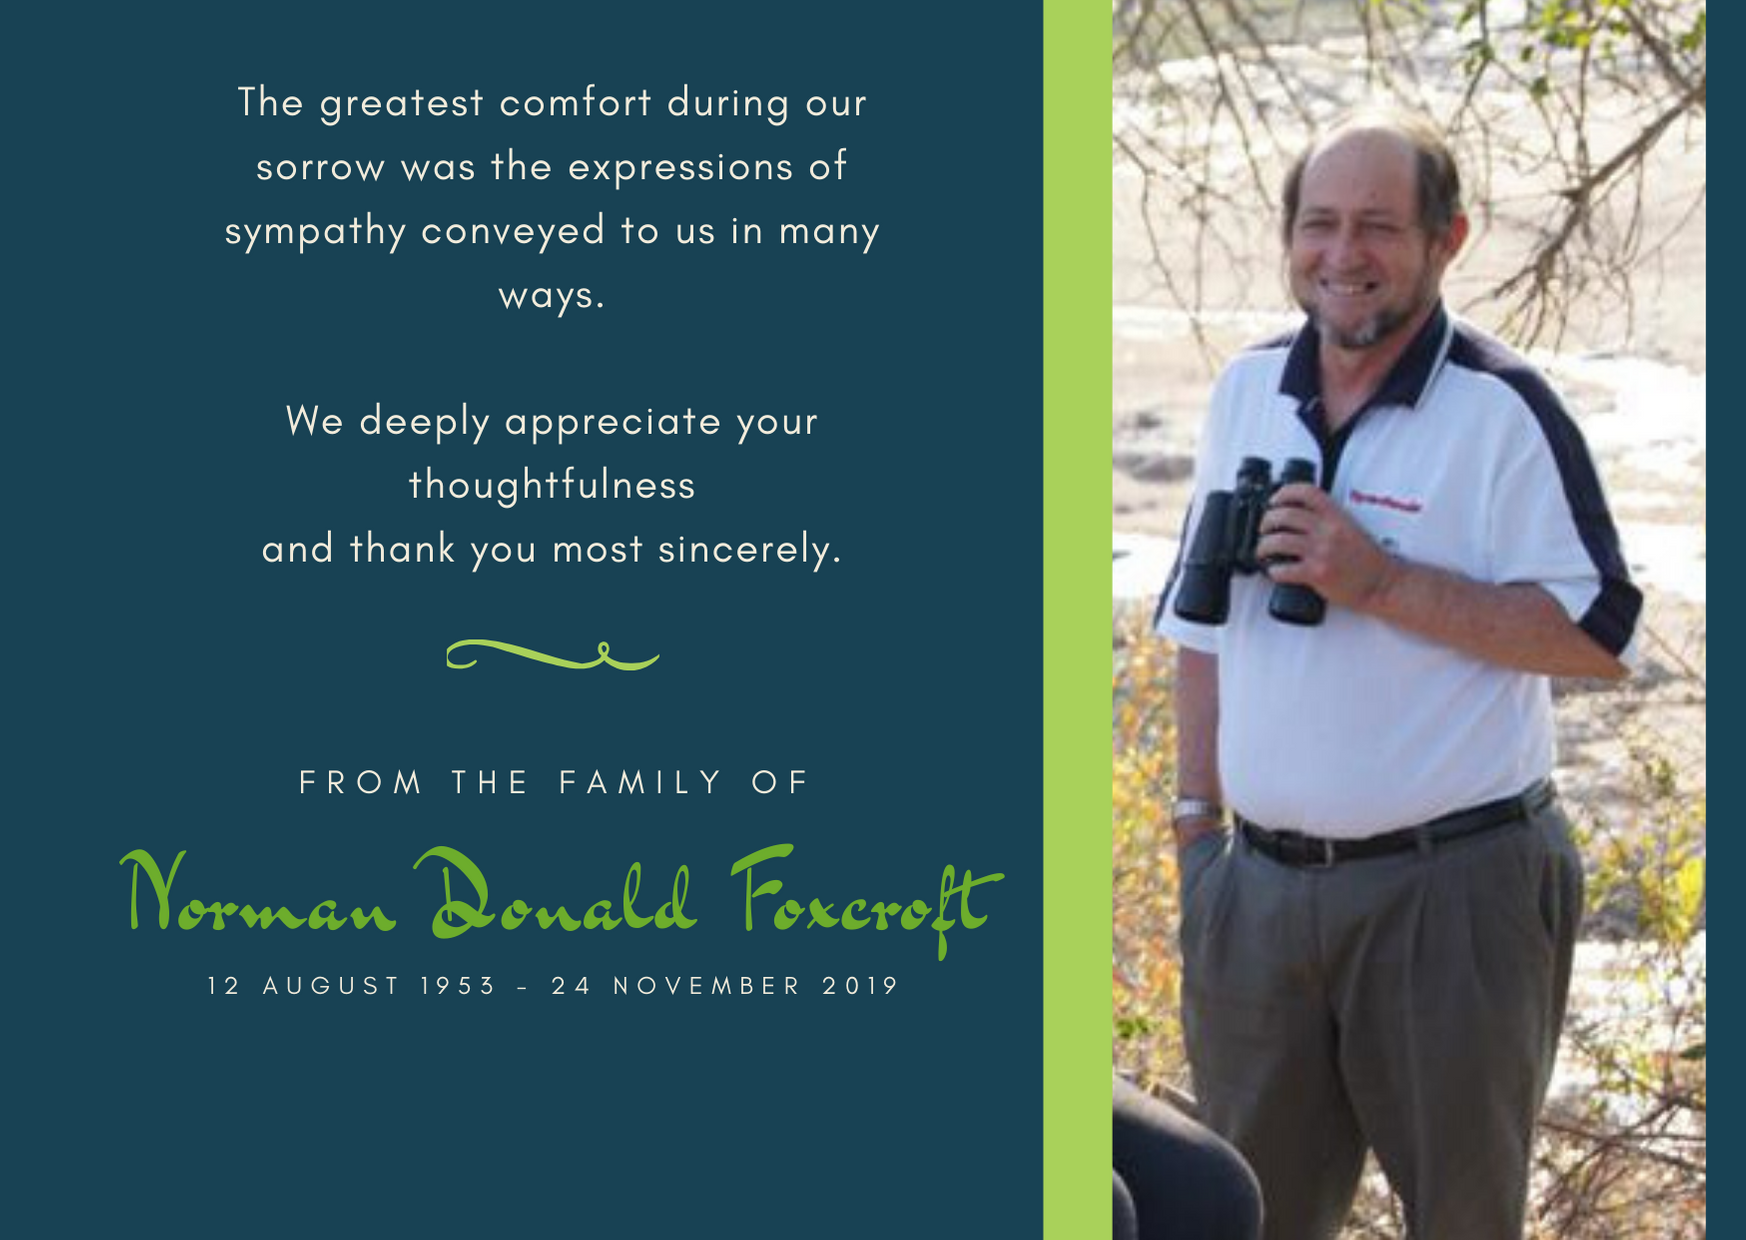 The greatest comfort during our
sorrow was the expressions of
sympathy conveyed to us in many
ways.
We deeply appreciate your
thoughtfulness
and thank you most sincerely.
FROM THE FAMILY OF
Norman Donald Foxcroft
12 AUGUST 1953 - 24 NOVEMBER 2019